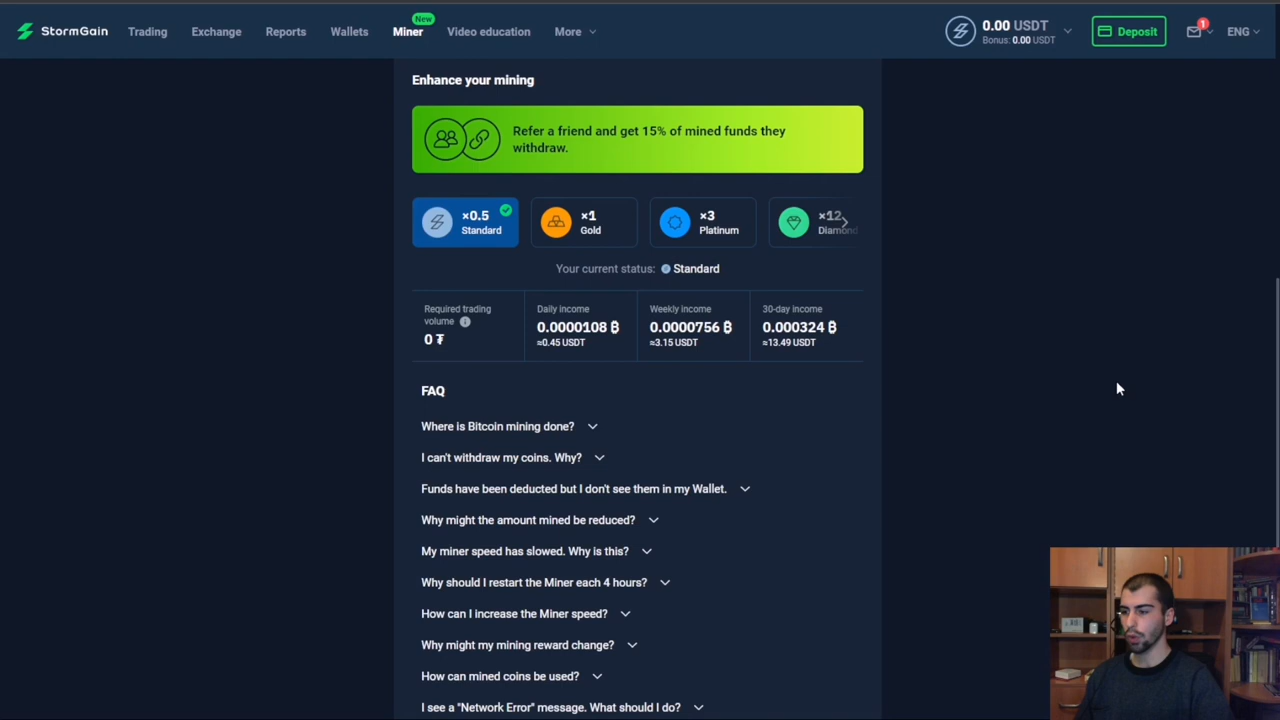 StormGain Trading Exchange Reports Wallets Miner New Video education More 0.00 USDT Deposit 1 ENG
Bonus: 0.00 USDT
Enhance your mining
Refer a friend and get 15% of mined funds they
withdraw.
×0.5 ×1 ×3 ×12
Standard Gold Platinum Diamond
Your current status: Standard
Required trading volume
0 ₮
Daily income
0.0000108 ₿
≈0.45 USDT
Weekly income
0.0000756 ₿
≈3.15 USDT
30-day income
0.000324 ₿
≈13.49 USDT
FAQ
Where is Bitcoin mining done?
I can't withdraw my coins. Why?
Funds have been deducted but I don't see them in my Wallet.
Why might the amount mined be reduced?
My miner speed has slowed. Why is this?
Why should I restart the Miner each 4 hours?
How can I increase the Miner speed?
Why might my mining reward change?
How can mined coins be used?
I see a "Network Error" message. What should I do?